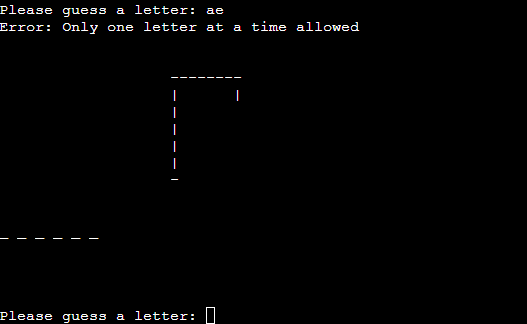 Please guess a letter: ae
Error: Only one letter at a time allowed
--------
|       |
|
|
|
|
-
_ _ _ _ _ _
Please guess a letter: